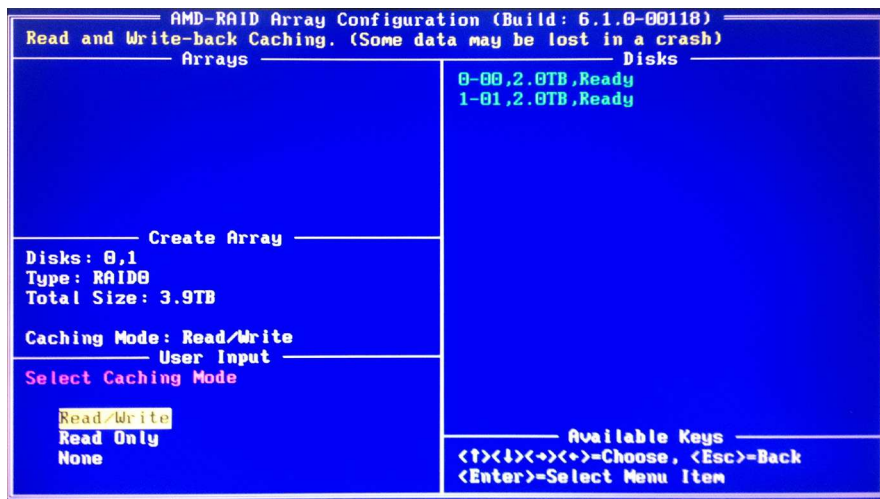 AMD-RAID Array Configuration (Build: 6.1.0-00118)
Read and Write-back Caching. (Some data may be lost in a crash)
Arrays
Disks
0-00,2.0TB,Ready
1-01,2.0TB,Ready
Create Array
Disks: 0,1
Type: RAID0
Total Size: 3.9TB
Caching Mode: Read/Write
User Input
Select Caching Mode
Read/Write
Read Only
None
Available Keys
<↑><↓><→><←>=Choose, <Esc>=Back
<Enter>=Select Menu Item